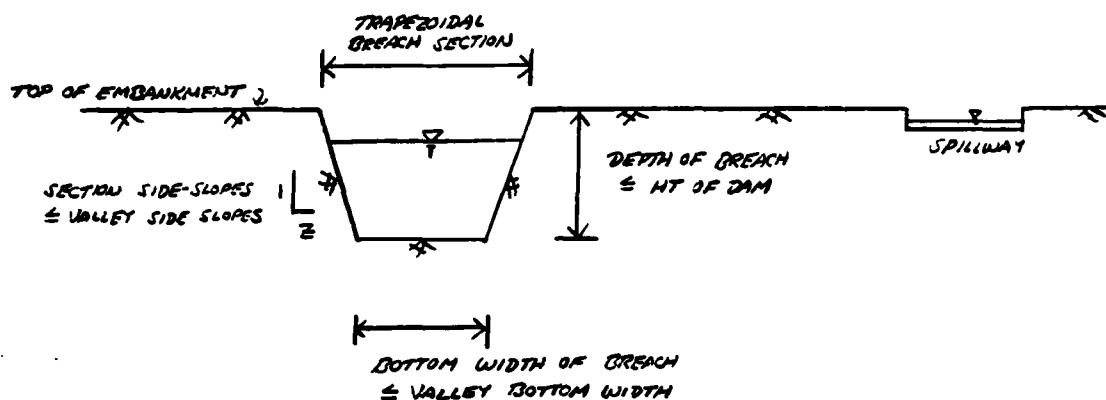 TRAPEZOIDAL
BREACH SECTION
TOP OF EMBANKMENT
SPILLWAY
DEPTH OF BREACH
≤ HT OF DAM
SECTION SIDE-SLOPES
≤ VALLEY SIDE SLOPES
1
Z
BOTTOM WIDTH OF BREACH
≤ VALLEY BOTTOM WIDTH